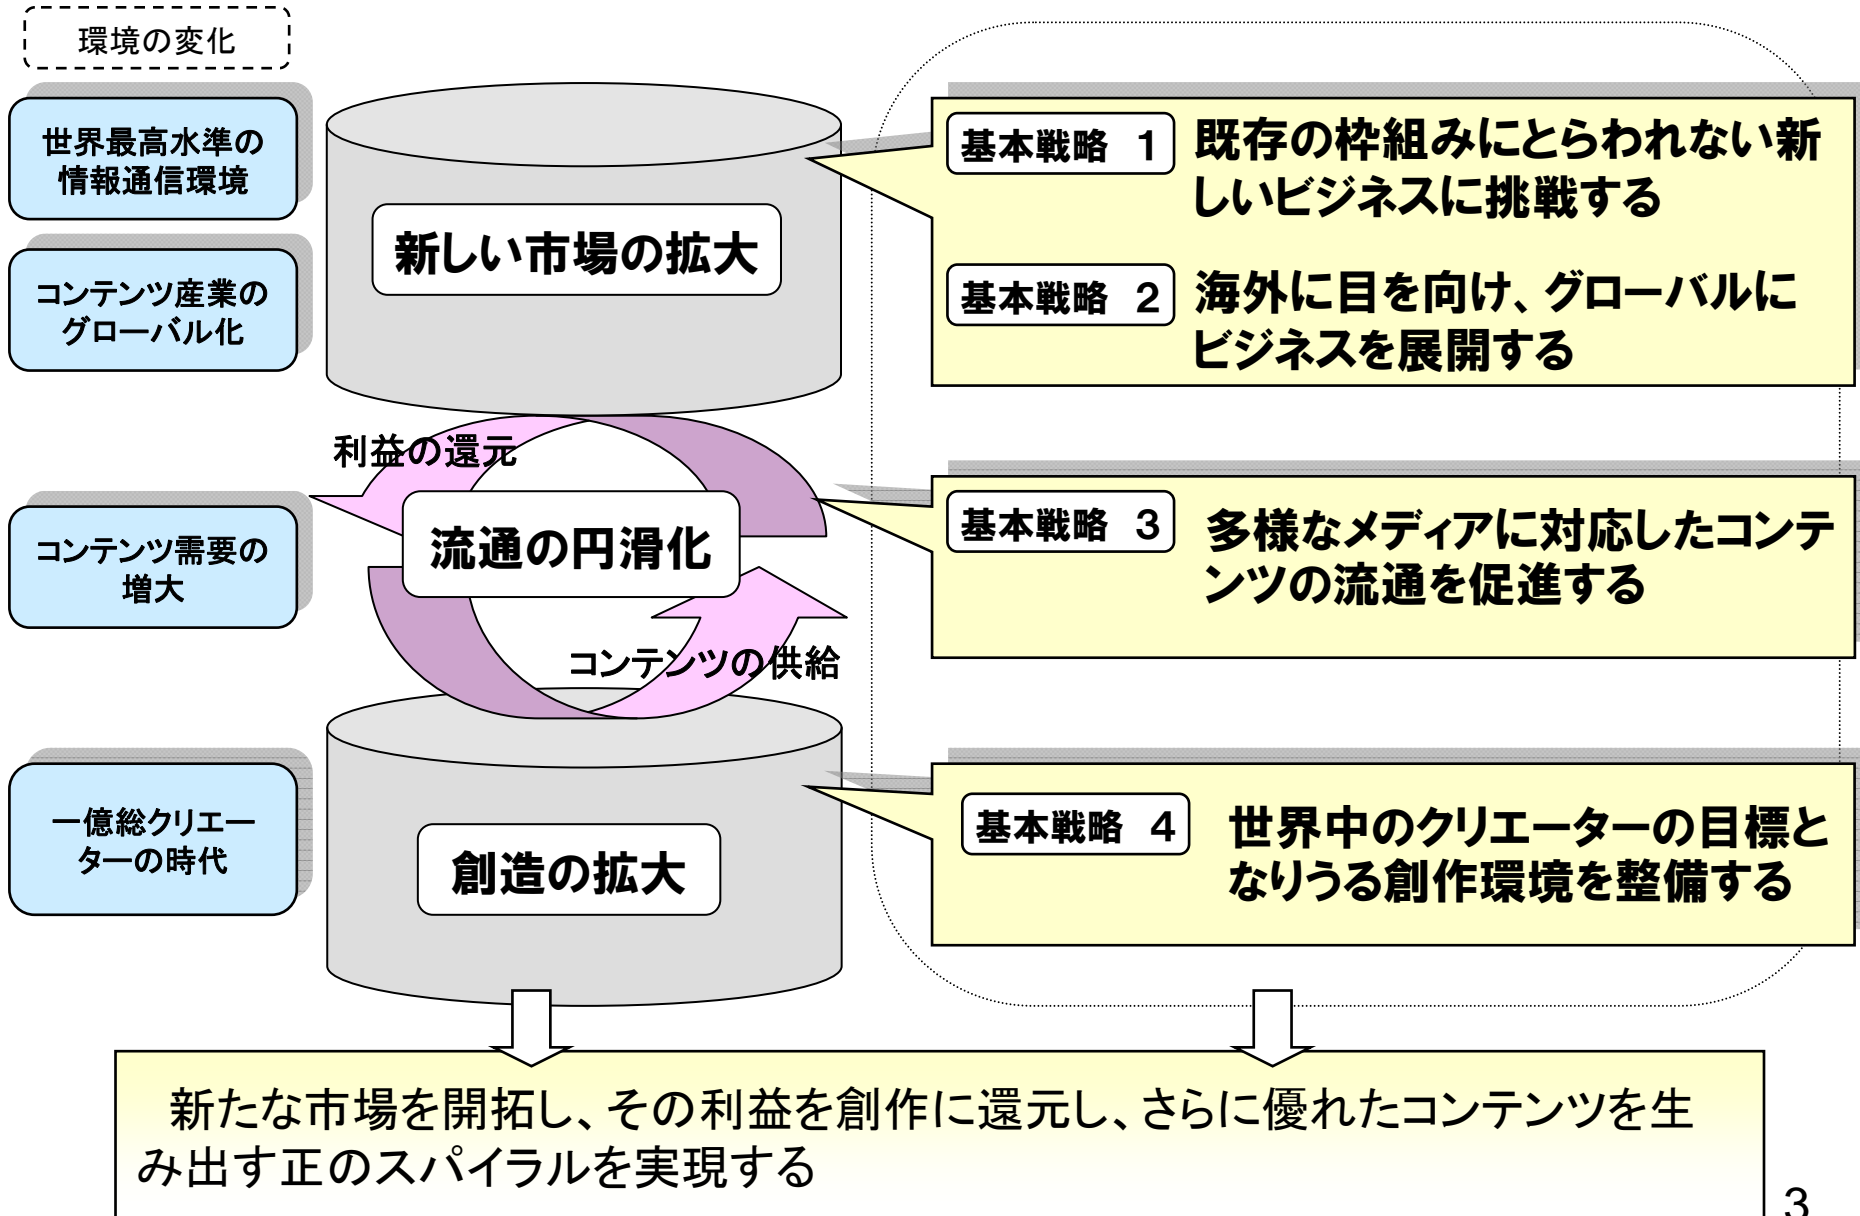 環境の変化
世界最高水準の
情報通信環境
コンテンツ産業の
グローバル化
コンテンツ需要の
増大
一億総クリエー
ターの時代
新しい市場の拡大
利益の還元
流通の円滑化
コンテンツの供給
創造の拡大
基本戦略 1
既存の枠組みにとらわれない新
しいビジネスに挑戦する
基本戦略 2
海外に目を向け、グローバルに
ビジネスを展開する
基本戦略 3
多様なメディアに対応したコンテ
ンツの流通を促進する
基本戦略 4
世界中のクリエーターの目標と
なりうる創作環境を整備する
新たな市場を開拓し、その利益を創作に還元し、さらに優れたコンテンツを生
み出す正のスパイラルを実現する
3